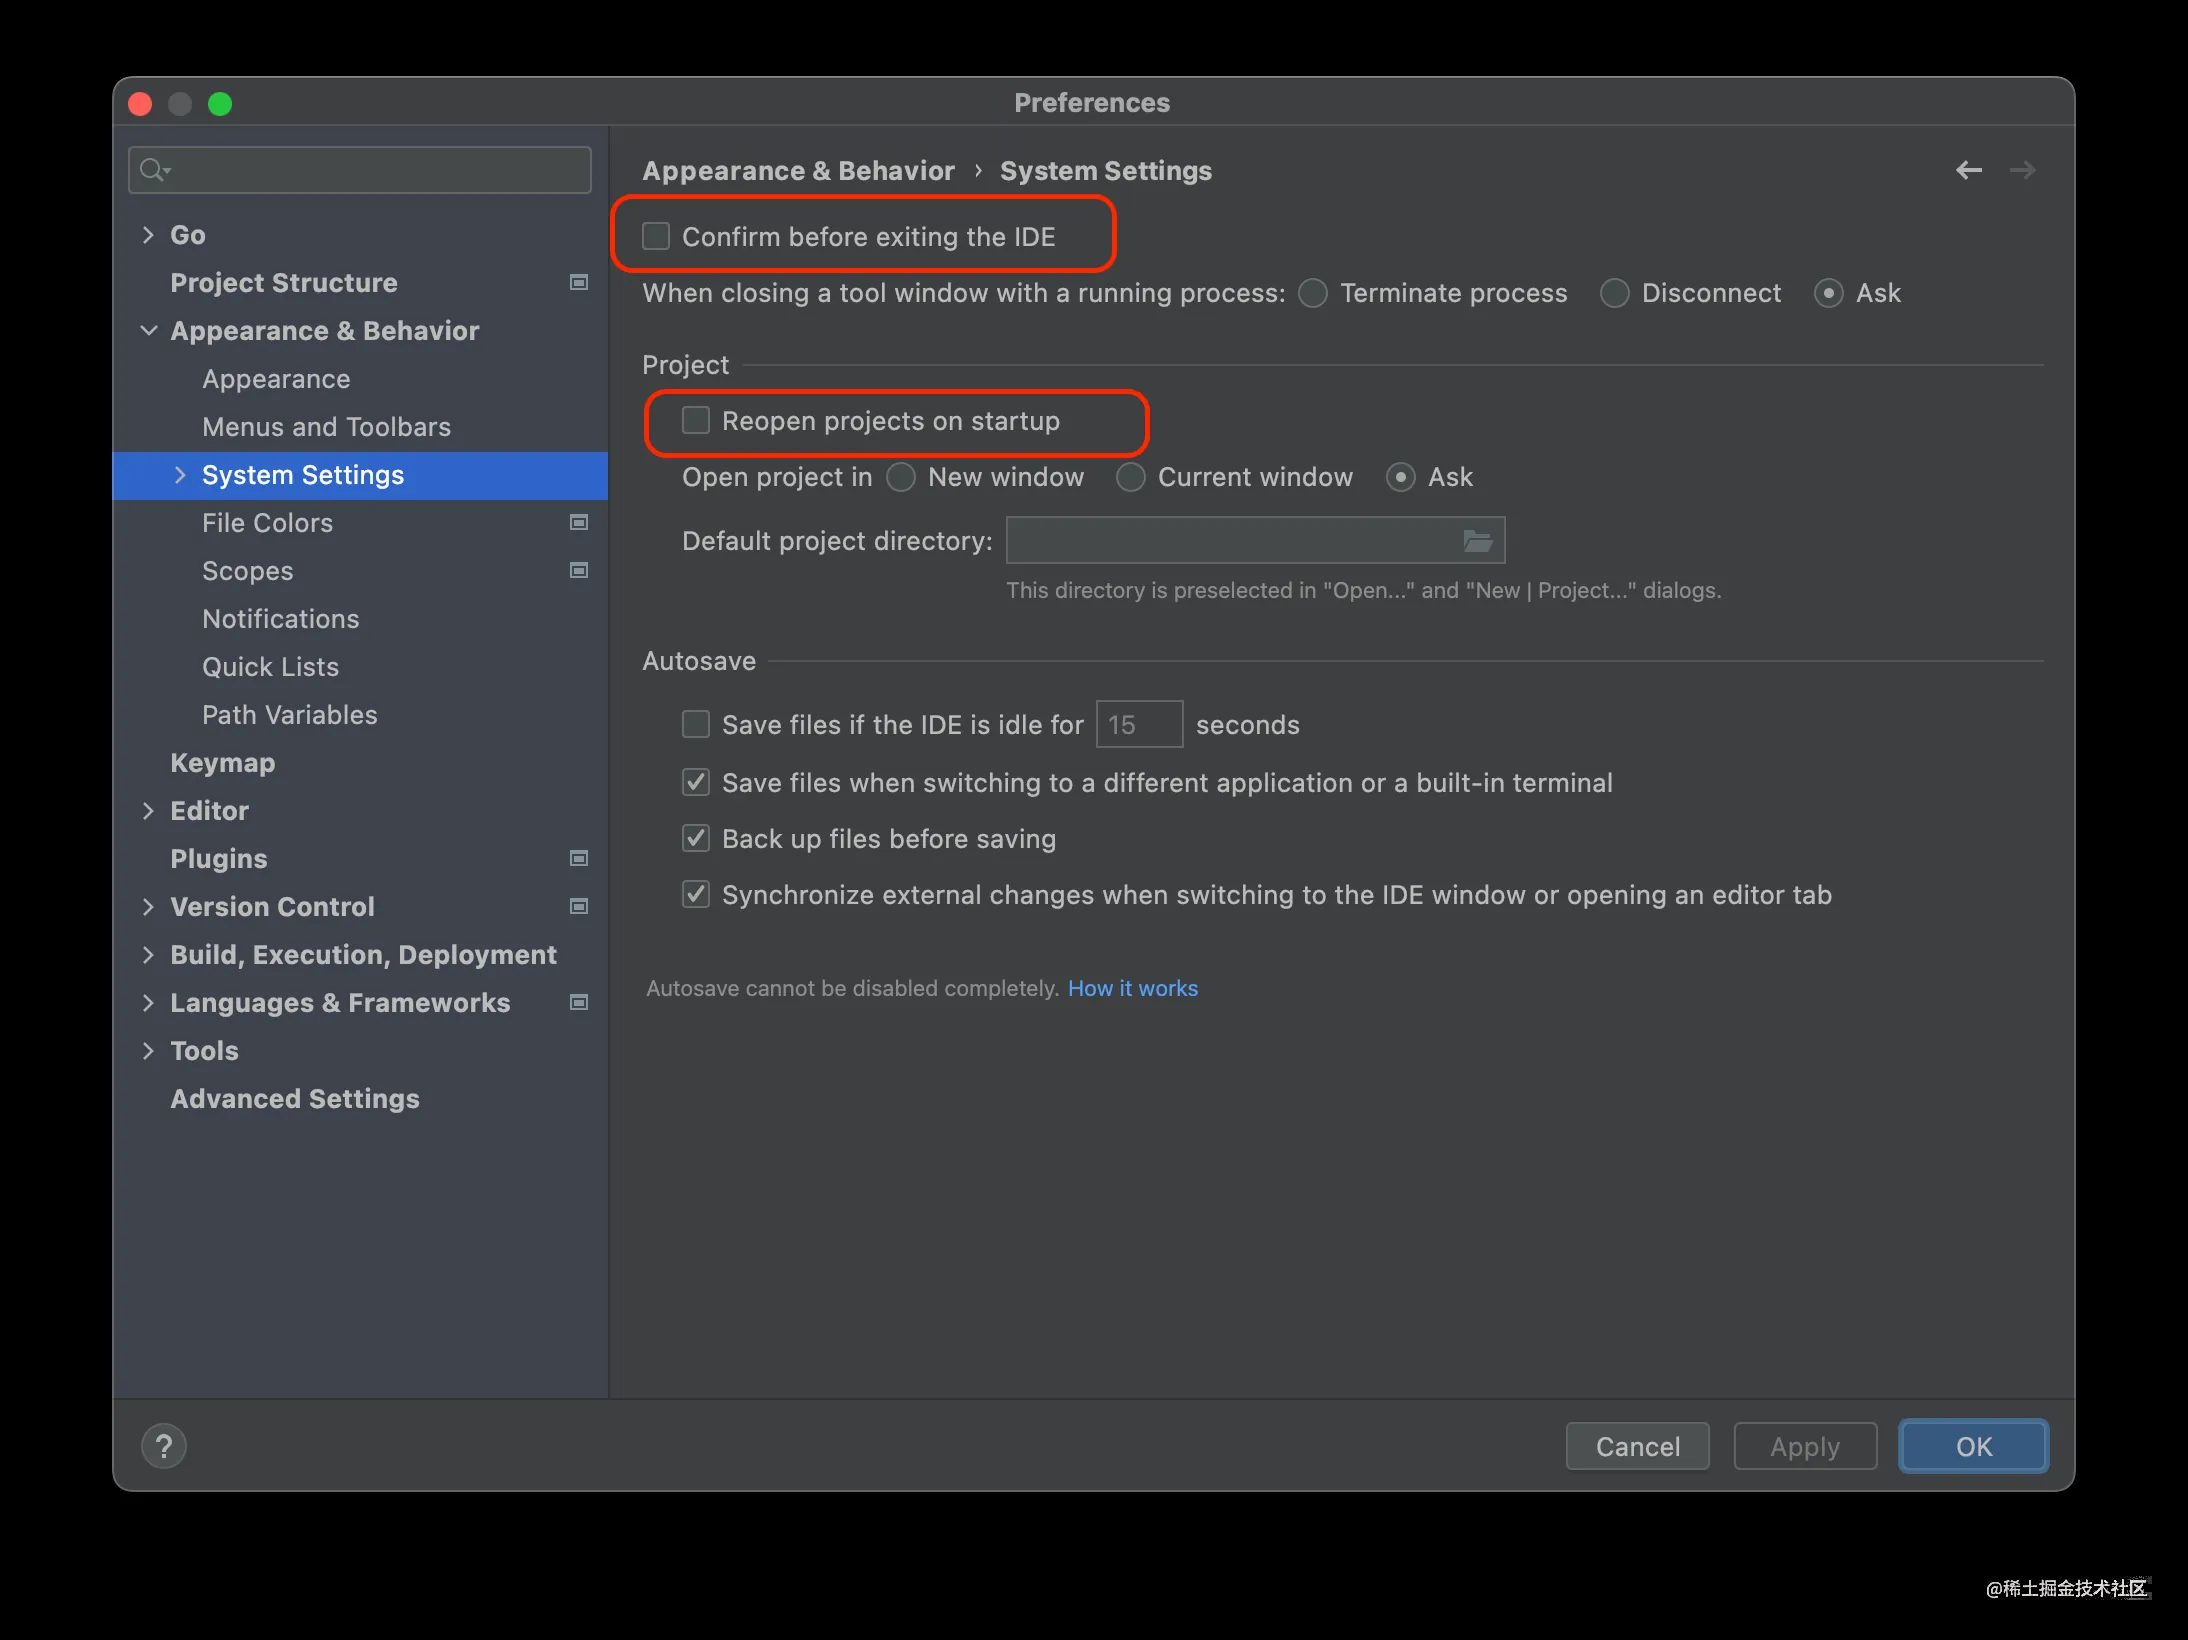 Preferences
Appearance & Behavior › System Settings
Go
Project Structure
Appearance & Behavior
Appearance
Menus and Toolbars
System Settings
File Colors
Scopes
Notifications
Quick Lists
Path Variables
Keymap
Editor
Plugins
Version Control
Build, Execution, Deployment
Languages & Frameworks
Tools
Advanced Settings
Confirm before exiting the IDE
When closing a tool window with a running process: Terminate process Disconnect Ask
Project
Reopen projects on startup
Open project in New window Current window Ask
Default project directory:
This directory is preselected in "Open..." and "New | Project..." dialogs.
Autosave
Save files if the IDE is idle for 15 seconds
Save files when switching to a different application or a built-in terminal
Back up files before saving
Synchronize external changes when switching to the IDE window or opening an editor tab
Autosave cannot be disabled completely. How it works
? Cancel Apply OK
@稀土掘金技术社区